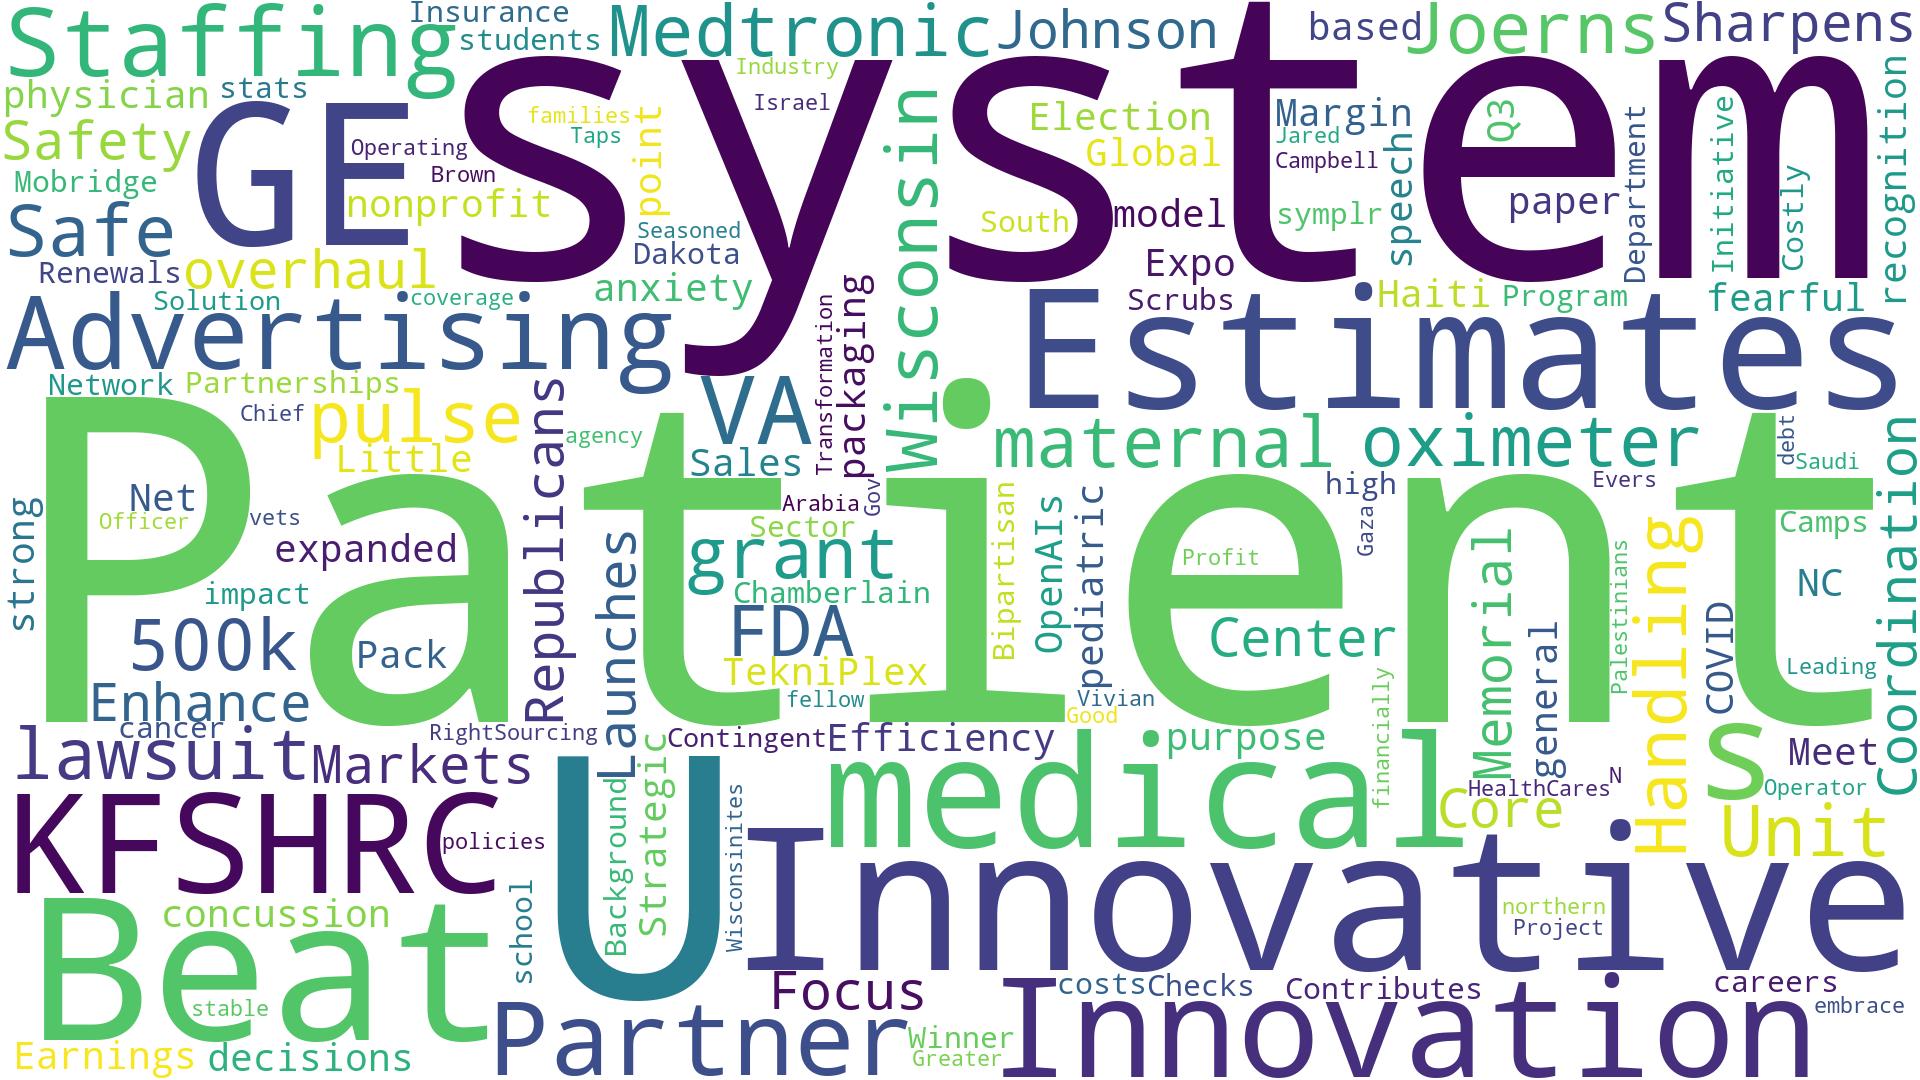 Staffing
Insurance
students
Medtronic
Johnson
based
Joerns
Sharpens
physician
stats
Industry
Israel
system
Safety
GE
Operating
Brown
families
Taps
point
Wisconsin
Election
Global
Margin
Jared
Campbell
speech
Q3
Department
Initiative
Costly
recognition
Mobridge
nonprofit
Safe
Seasoned
Dakota
South
model
symplr
paper
Renewals
overhaul
anxiety
Expo
Scrubs
Haiti
Program
fearful
Solution
coverage
Advertising
Transformation
packaging
Estimates
Network
Partnerships
Chief
pulse
Little
Republicans
agency
VA
Sales
maternal
oximeter
debt
Saudi
Patient
strong
Net
Officer
vets
expanded
Arabia
Gov
Sector
grant
Bipartisan
OpenAIs
pediatric
high
Gaza
Evers
Camps
Coordination
impact
500k
Pack
Launches
Chamberlain
FDA
TekniPlex
Profit
Center
Memorial
general
Palestinians
Handling
COVID
NC
Leading
Enhance
cancer
fellow
Vivian
Good
financially
lawsuit
Markets
RightSourcing
Contingent
Efficiency
purpose
s
Meet
Operator
KFSHRC
policies
U
Background
Strategic
Wisconsinites
medical
HealthCares
N
Core
Unit
Innovative
Beat
concussion
school
northern
Project
stable
Focus
costs
Checks
Contributes
careers
embrace
Earnings
decisions
Partner
Winner
Greater
Innovation